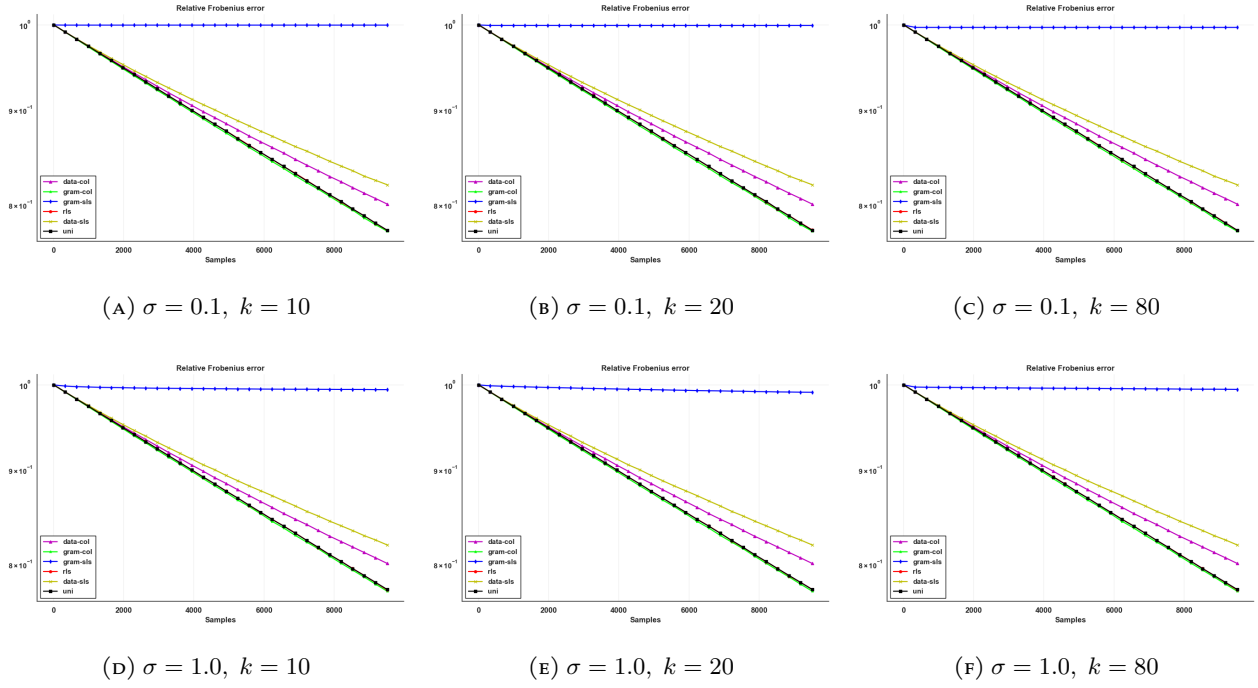 Relative Frobenius error
10⁰
9 × 10⁻¹
8 × 10⁻¹
data-col
gram-col
gram-sls
rls
data-sls
uni
0 2000 4000 6000 8000
Samples
(A) σ = 0.1, k = 10
Relative Frobenius error
10⁰
9 × 10⁻¹
8 × 10⁻¹
data-col
gram-col
gram-sls
rls
data-sls
uni
0 2000 4000 6000 8000
Samples
(B) σ = 0.1, k = 20
Relative Frobenius error
10⁰
9 × 10⁻¹
8 × 10⁻¹
data-col
gram-col
gram-sls
rls
data-sls
uni
0 2000 4000 6000 8000
Samples
(C) σ = 0.1, k = 80
Relative Frobenius error
10⁰
9 × 10⁻¹
8 × 10⁻¹
data-col
gram-col
gram-sls
rls
data-sls
uni
0 2000 4000 6000 8000
Samples
(D) σ = 1.0, k = 10
Relative Frobenius error
10⁰
9 × 10⁻¹
8 × 10⁻¹
data-col
gram-col
gram-sls
rls
data-sls
uni
0 2000 4000 6000 8000
Samples
(E) σ = 1.0, k = 20
Relative Frobenius error
10⁰
9 × 10⁻¹
8 × 10⁻¹
data-col
gram-col
gram-sls
rls
data-sls
uni
0 2000 4000 6000 8000
Samples
(F) σ = 1.0, k = 80